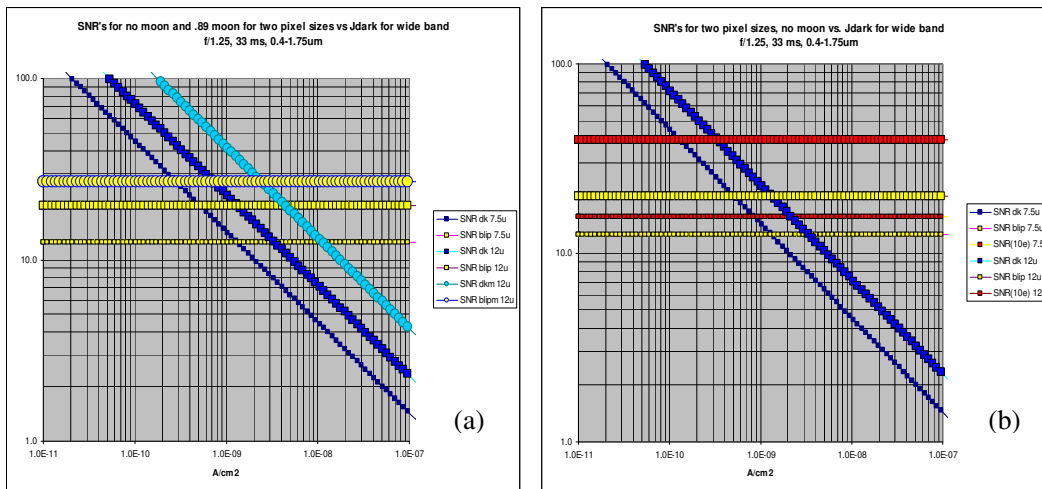 SNR's for no moon and .89 moon for two pixel sizes vs Jdark for wide band
f/1.25, 33 ms, 0.4-1.75um
100.0
10.0
1.0
1.0E-11 1.0E-10 1.0E-09 1.0E-08 1.0E-07
A/cm2
SNR dk 7.5u
SNR blip 7.5u
SNR dk 12u
SNR blip 12u
SNR dkm 12u
SNR blipm 12u
(a)
SNR's for two pixel sizes, no moon vs. Jdark for wide band
f/1.25, 33 ms, 0.4-1.75um
100.0
10.0
1.0
1.0E-11 1.0E-10 1.0E-09 1.0E-08 1.0E-07
A/cm2
SNR dk 7.5u
SNR blip 7.5u
SNR(10e) 7.5
SNR dk 12u
SNR blip 12u
SNR(10e) 12
(b)